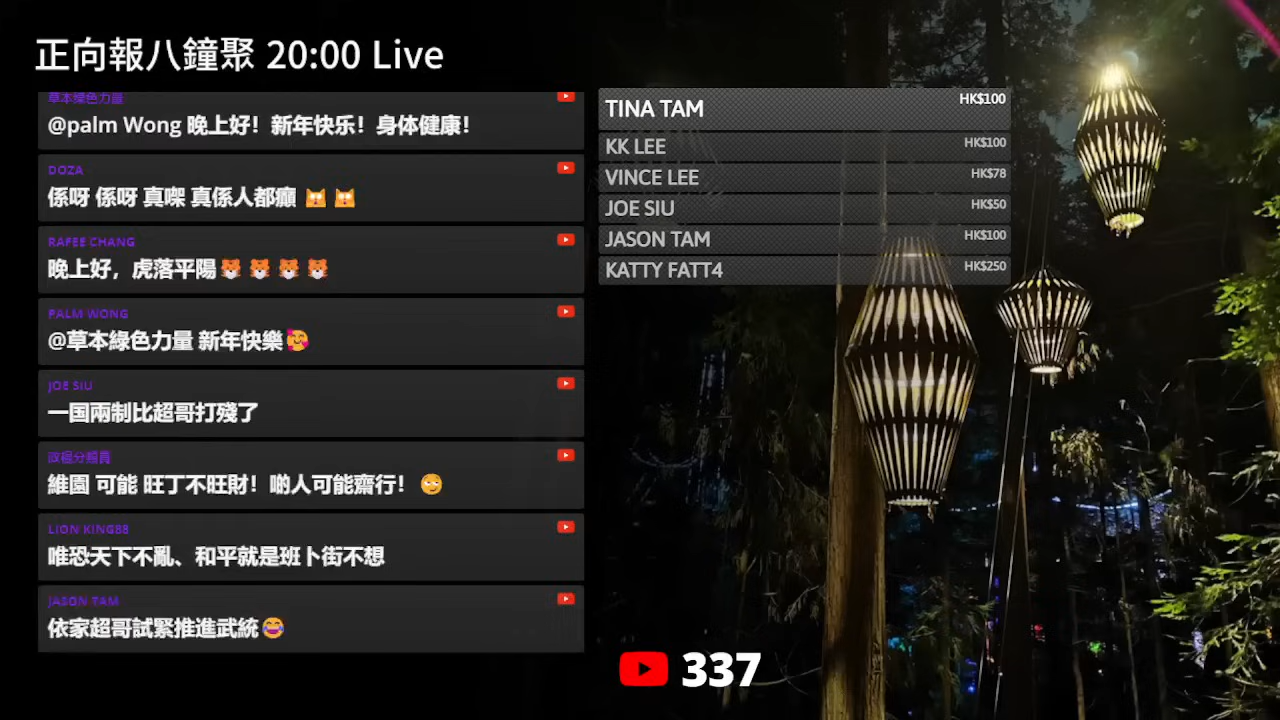 正向報八鐘聚 20:00 Live
草本綠色力量
@palm Wong 晚上好！新年快乐！身体健康！
DOZA
係呀 係呀 真㗎 真係人都癲
RAFEE CHANG
晚上好，虎落平陽
PALM WONG
@草本綠色力量 新年快樂
JOE SIU
一国兩制比超哥打殘了
政棍分類員
維園 可能 旺丁不旺財！啲人可能齋行！
LION KING88
唯恐天下不亂、和平就是班卜街不想
JASON TAM
依家超哥試緊推進武統
TINA TAM HK$100
KK LEE HK$100
VINCE LEE HK$78
JOE SIU HK$50
JASON TAM HK$100
KATTY FATT4 HK$250
337